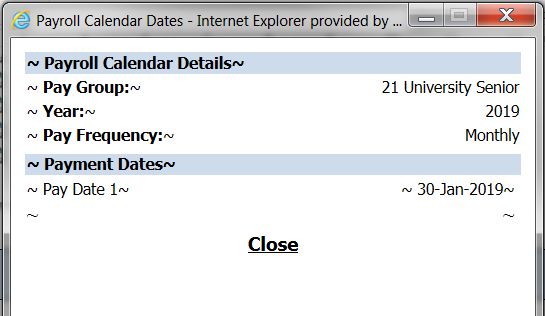 Payroll Calendar Dates - Internet Explorer provided by ...
~ Payroll Calendar Details~
~ Pay Group:~ 21 University Senior
~ Year:~ 2019
~ Pay Frequency:~ Monthly
~ Payment Dates~
~ Pay Date 1~ ~ 30-Jan-2019~
~ ~
Close